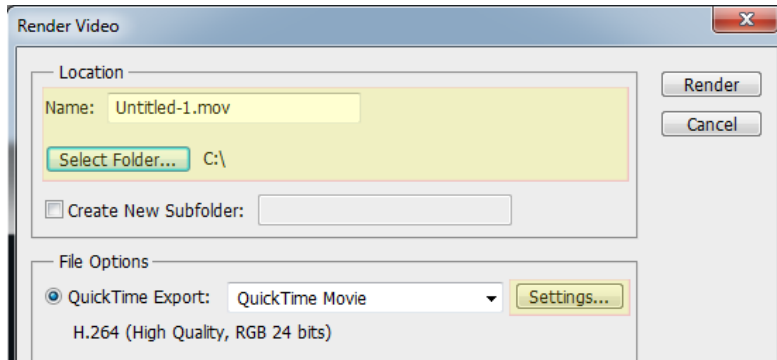 Render Video
Location
Name: Untitled-1.mov
Select Folder... C:\
Create New Subfolder:
Render
Cancel
File Options
QuickTime Export: QuickTime Movie Settings...
H.264 (High Quality, RGB 24 bits)